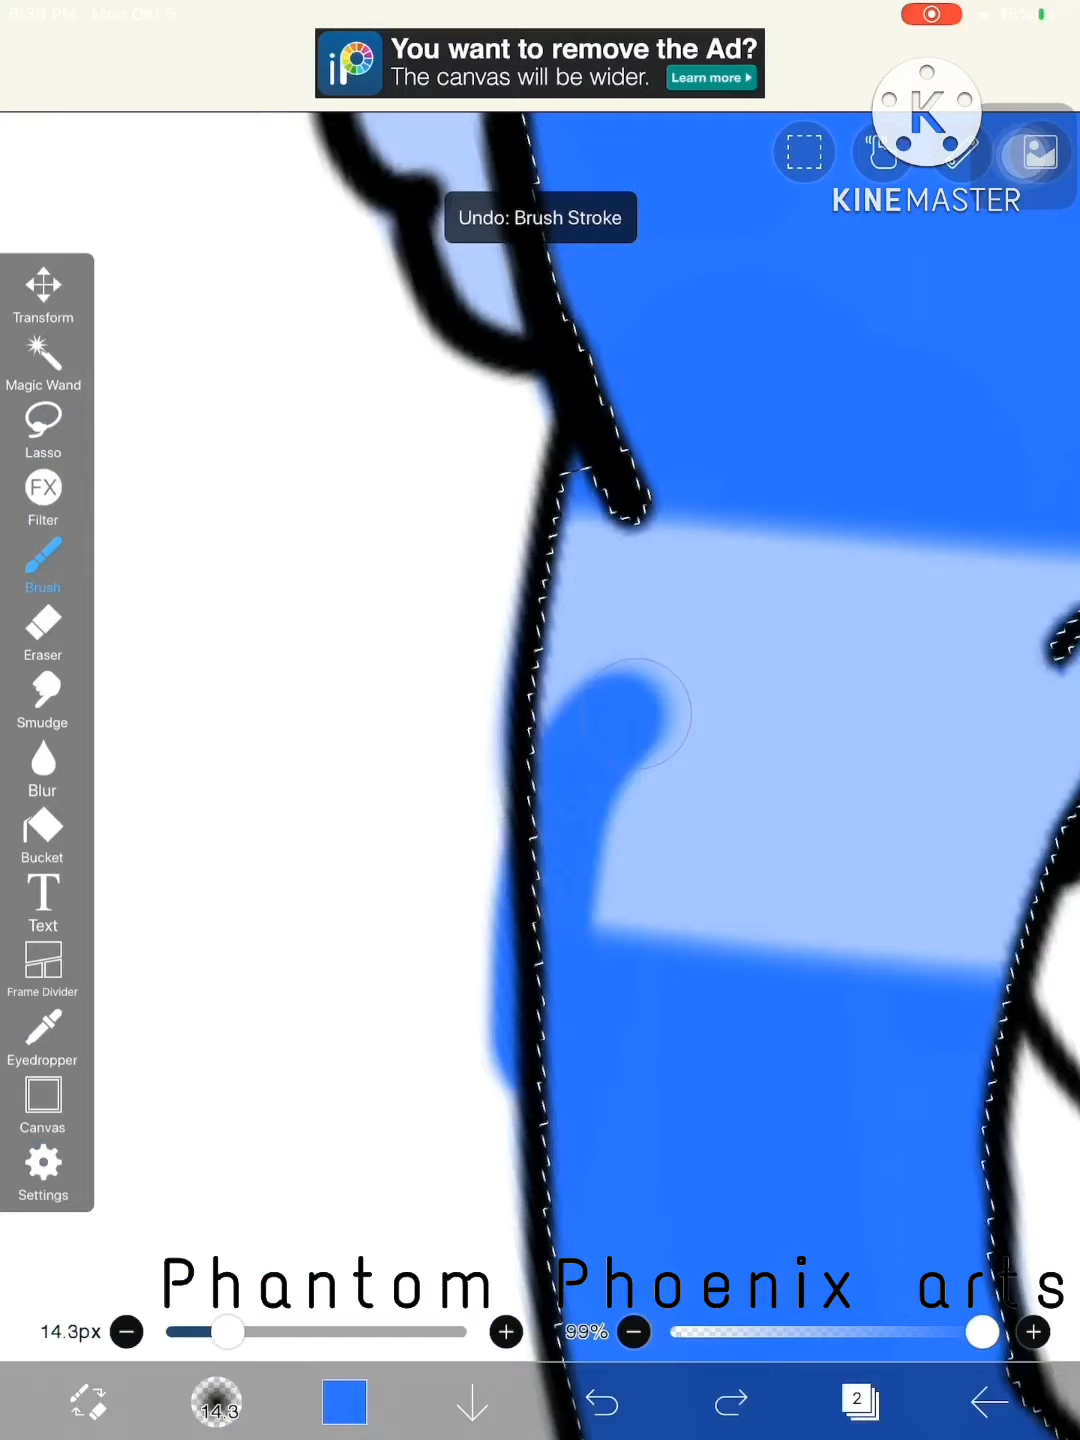 You want to remove the Ad?
The canvas will be wider.
Learn more
iP
K
KINEMASTER
Undo: Brush Stroke
Transform
Magic Wand
Lasso
FX
Filter
Brush
Eraser
Smudge
Blur
Bucket
T
Text
Frame Divider
Eyedropper
Canvas
Settings
Phantom Phoenix arts
14.3px
99%
14.3
2